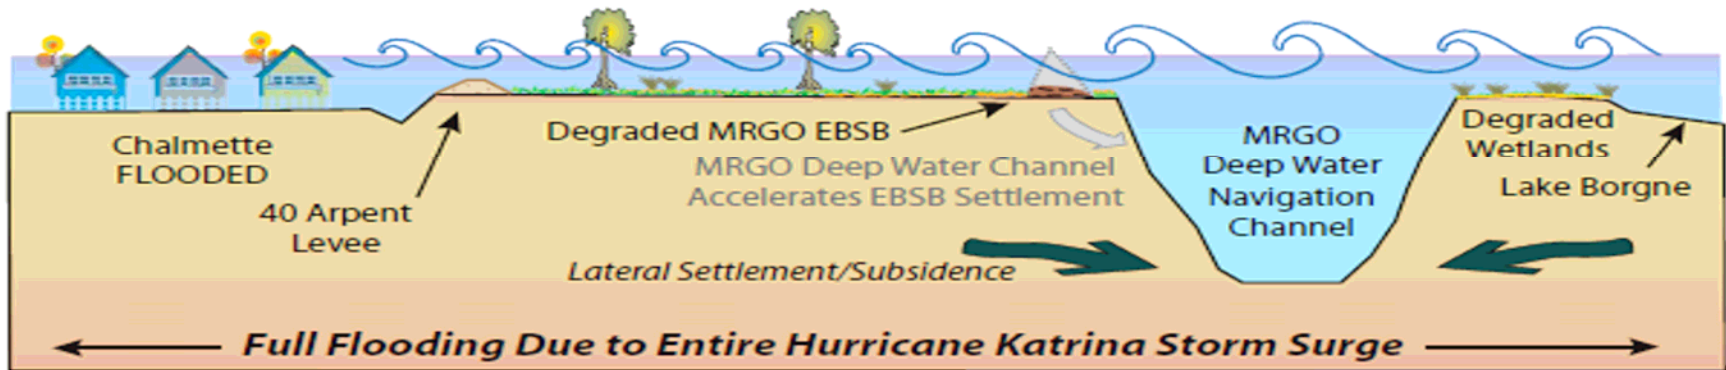 Chalmette
FLOODED
40 Arpent
Levee
Degraded MRGO EBSB
MRGO Deep Water Channel
Accelerates EBSB Settlement
Lateral Settlement/Subsidence
MRGO
Deep Water
Navigation
Channel
Degraded
Wetlands
Lake Borgne
Full Flooding Due to Entire Hurricane Katrina Storm Surge